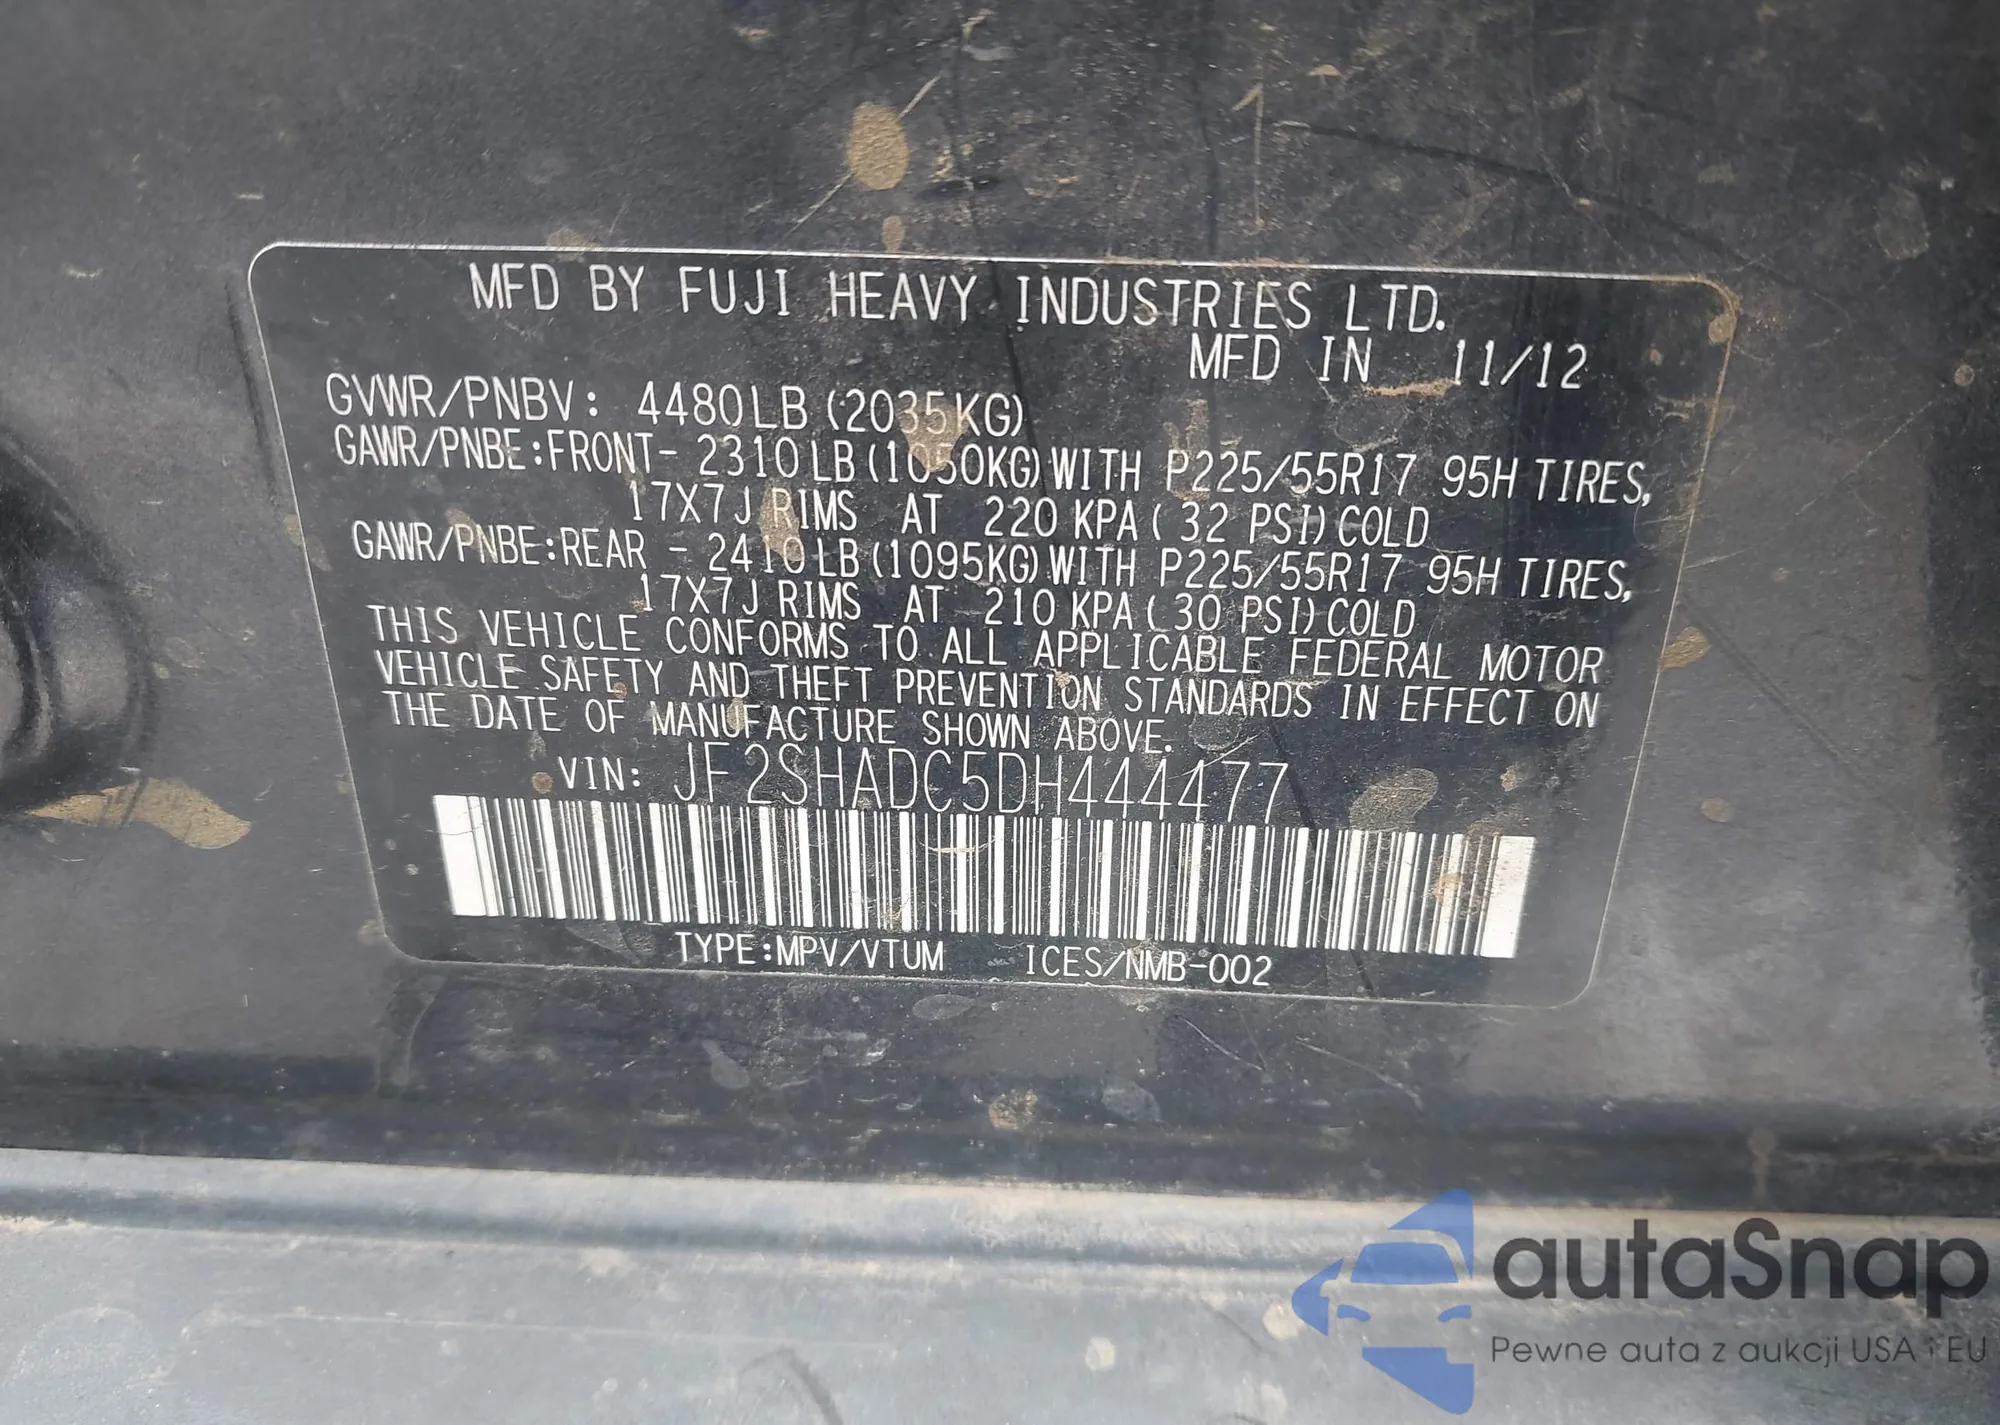 MFD BY FUJI HEAVY INDUSTRIES LTD.
MFD IN 11/12
GVWR/PNBV: 4480LB (2035KG)
GAWR/PNBE:FRONT- 2310LB (1050KG) WITH P225/55R17 95H TIRES,
17X7J RIMS AT 220 KPA ( 32 PSI) COLD
GAWR/PNBE:REAR - 2410LB (1095KG) WITH P225/55R17 95H TIRES,
17X7J RIMS AT 210 KPA ( 30 PSI) COLD
THIS VEHICLE CONFORMS TO ALL APPLICABLE FEDERAL MOTOR
VEHICLE SAFETY AND THEFT PREVENTION STANDARDS IN EFFECT ON
THE DATE OF MANUFACTURE SHOWN ABOVE.
VIN: JF2SHADC5DH444477
TYPE:MPV/VTUM ICES/NMB-002
autaSnap
Pewne auta z aukcji USA i EU